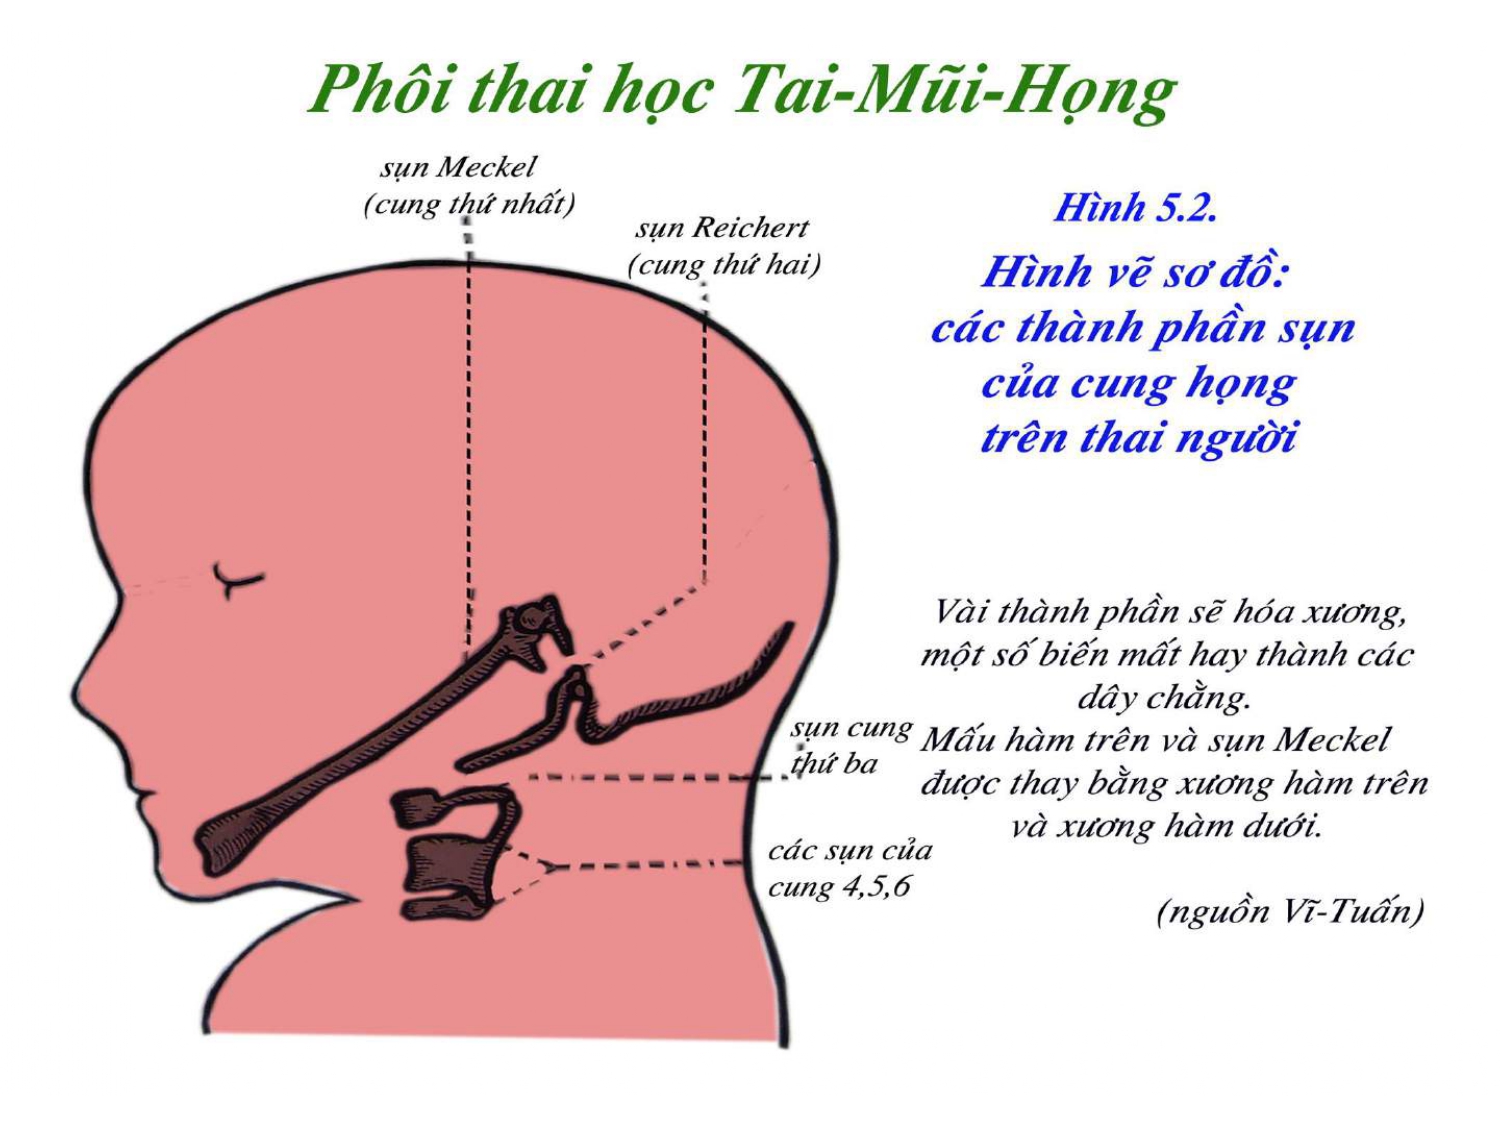 Phôi thai học Tai-Mũi-Họng
sụn Meckel
(cung thứ nhất)
sụn Reichert
(cung thứ hai)
Hình 5.2.
Hình vẽ sơ đồ:
các thành phần sụn
của cung họng
trên thai người
Vài thành phần sẽ hóa xương,
một số biến mất hay thành các
dây chằng.
Mấu hàm trên và sụn Meckel
được thay bằng xương hàm trên
và xương hàm dưới.
sụn cung
thứ ba
các sụn của
cung 4,5,6
(nguồn Vĩ-Tuấn)